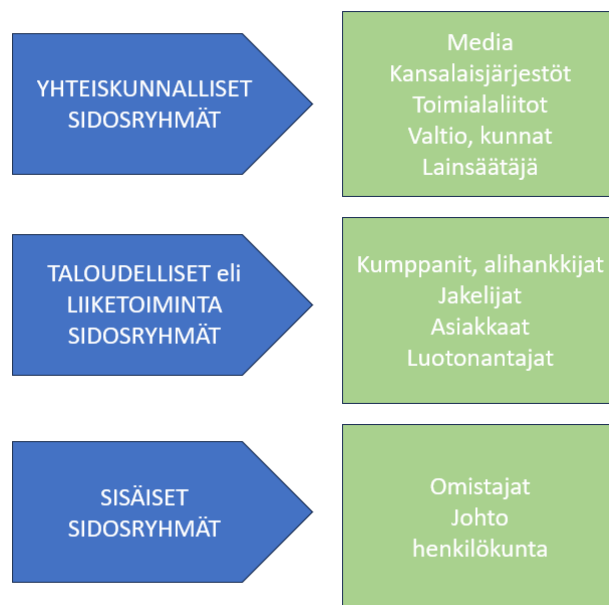 YHTEISKUNNALLISET
SIDOSRYHMÄT
Media
Kansalaisjärjestöt
Toimialaliitot
Valtio, kunnat
Lainsäätäjä
TALOUDELLISET eli
LIIKETOIMINTA
SIDOSRYHMÄT
Kumppanit, alihankkijat
Jakelijat
Asiakkaat
Luotonantajat
SISÄISET
SIDOSRYHMÄT
Omistajat
Johto
henkilökunta